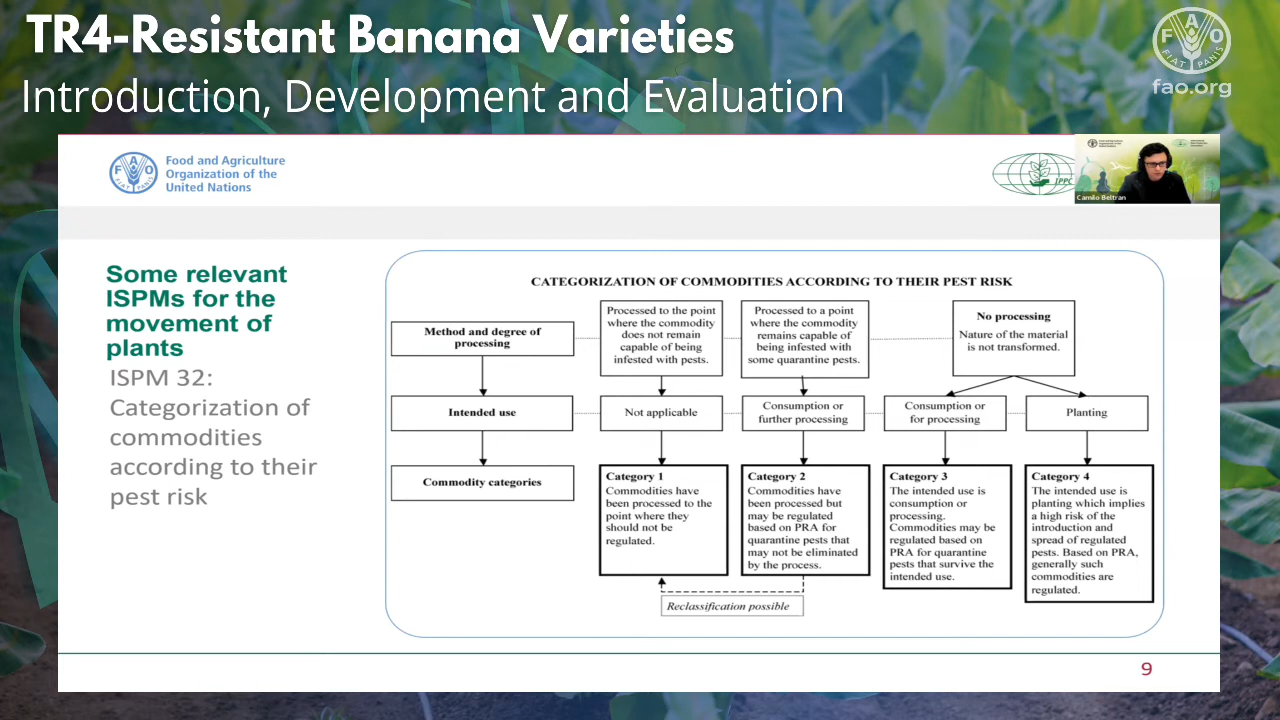 TR4-Resistant Banana Varieties
Introduction, Development and Evaluation
FAO
FIAT PANIS
fao.org
FAO
FIAT PANIS
Food and Agriculture
Organization of the
United Nations
IPPC
Camilo Beltran
Some relevant
ISPMs for the
movement of
plants
ISPM 32:
Categorization of
commodities
according to their
pest risk
CATEGORIZATION OF COMMODITIES ACCORDING TO THEIR PEST RISK
Method and degree of
processing
Processed to the point
where the commodity
does not remain
capable of being
infested with pests.
Processed to a point
where the commodity
remains capable of
being infested with
some quarantine pests.
No processing
Nature of the material
is not transformed.
Intended use
Not applicable
Consumption or
further processing
Consumption or
for processing
Planting
Commodity categories
Category 1
Commodities have
been processed to the
point where they
should not be
regulated.
Category 2
Commodities have
been processed but
may be regulated
based on PRA for
quarantine pests that
may not be eliminated
by the process.
Category 3
The intended use is
consumption or
processing.
Commodities may be
regulated based on
PRA for quarantine
pests that survive the
intended use.
Category 4
The intended use is
planting which implies
a high risk of the
introduction and
spread of regulated
pests. Based on PRA,
generally such
commodities are
regulated.
Reclassification possible
9